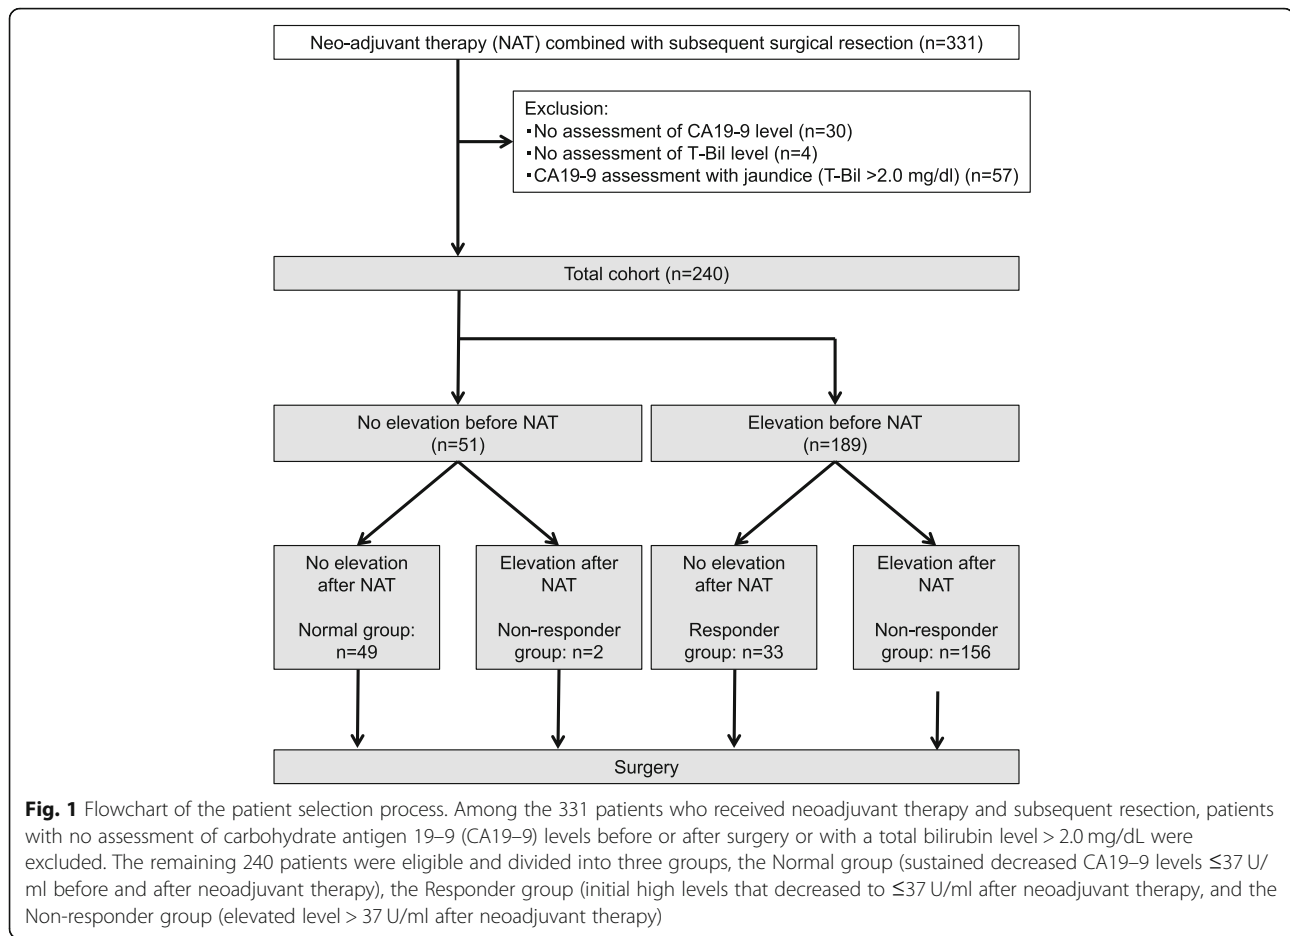 Neo-adjuvant therapy (NAT) combined with subsequent surgical resection (n=331)
Exclusion:
・No assessment of CA19-9 level (n=30)
・No assessment of T-Bil level (n=4)
・CA19-9 assessment with jaundice (T-Bil >2.0 mg/dl) (n=57)
Total cohort (n=240)
No elevation before NAT
(n=51)
Elevation before NAT
(n=189)
No elevation
after NAT
Normal group:
n=49
Elevation after
NAT
Non-responder
group: n=2
No elevation
after NAT
Responder
group: n=33
Elevation after
NAT
Non-responder
group: n=156
Surgery
Fig. 1 Flowchart of the patient selection process. Among the 331 patients who received neoadjuvant therapy and subsequent resection, patients
with no assessment of carbohydrate antigen 19–9 (CA19–9) levels before or after surgery or with a total bilirubin level > 2.0 mg/dL were
excluded. The remaining 240 patients were eligible and divided into three groups, the Normal group (sustained decreased CA19–9 levels ≤37 U/
ml before and after neoadjuvant therapy), the Responder group (initial high levels that decreased to ≤37 U/ml after neoadjuvant therapy, and the
Non-responder group (elevated level > 37 U/ml after neoadjuvant therapy)